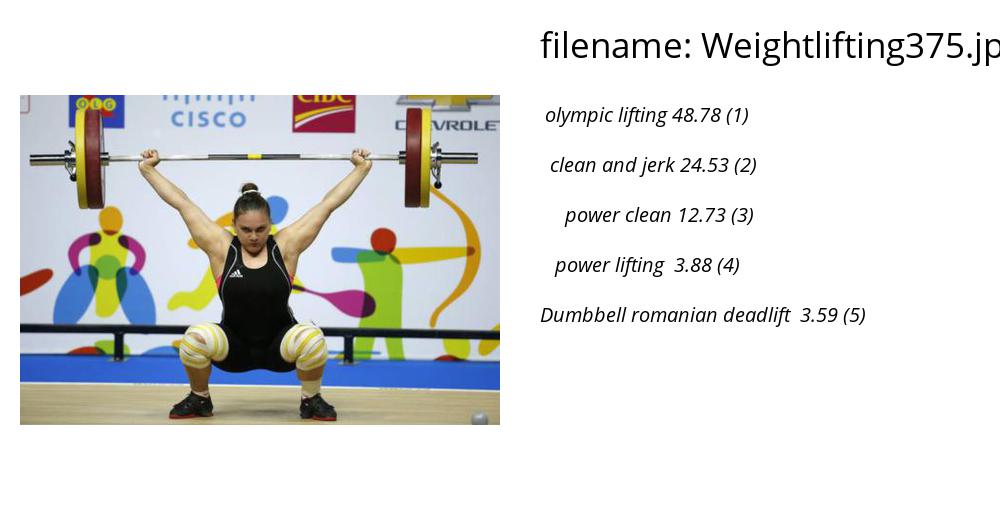 filename: Weightlifting375.jp
olympic lifting 48.78 (1)
clean and jerk 24.53 (2)
power clean 12.73 (3)
power lifting 3.88 (4)
Dumbbell romanian deadlift 3.59 (5)
OLG
CISCO
CIBC
CHEVROLET
adidas